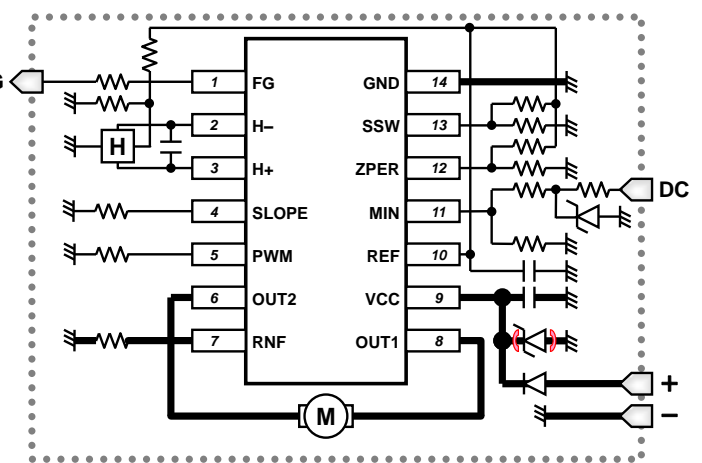 G
1 FG
GND 14
2 H–
SSW 13
H
3 H+
ZPER 12
DC
4 SLOPE
MIN 11
5 PWM
REF 10
6 OUT2
VCC 9
7 RNF
OUT1 8
+
M
–